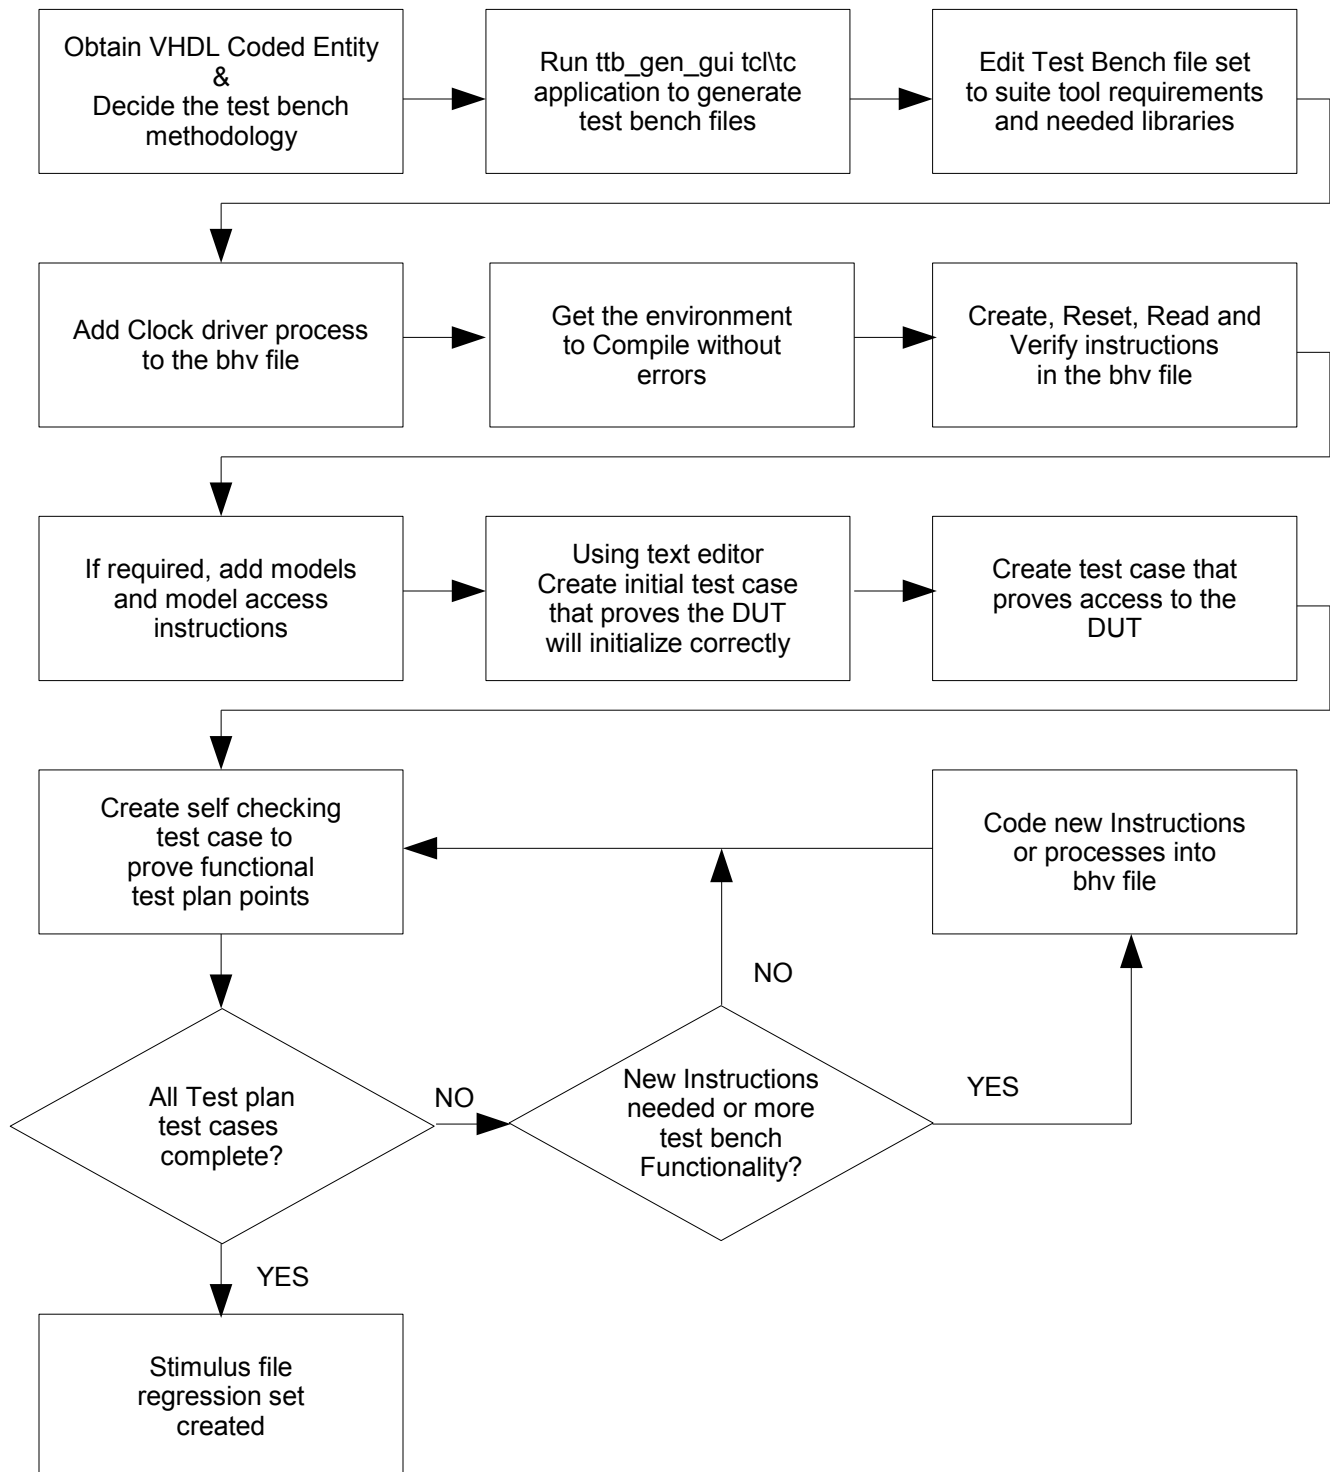 Obtain VHDL Coded Entity
&
Decide the test bench
methodology
Run ttb_gen_gui tcl\tc
application to generate
test bench files
Edit Test Bench file set
to suite tool requirements
and needed libraries
Add Clock driver process
to the bhv file
Get the environment
to Compile without
errors
Create, Reset, Read and
Verify instructions
in the bhv file
If required, add models
and model access
instructions
Using text editor
Create initial test case
that proves the DUT
will initialize correctly
Create test case that
proves access to the
DUT
Create self checking
test case to
prove functional
test plan points
Code new Instructions
or processes into
bhv file
NO
All Test plan
test cases
complete?
NO
New Instructions
needed or more
test bench
Functionality?
YES
YES
Stimulus file
regression set
created